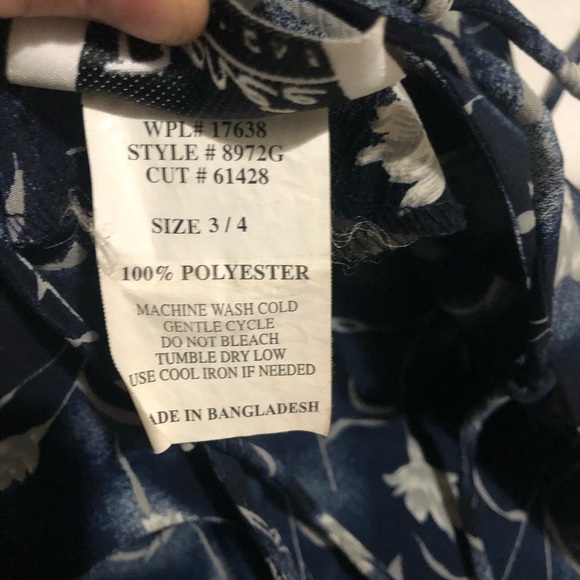 WPL# 17638
STYLE # 8972G
CUT # 61428
SIZE 3 / 4
100% POLYESTER
MACHINE WASH COLD
GENTLE CYCLE
DO NOT BLEACH
TUMBLE DRY LOW
USE COOL IRON IF NEEDED
ADE IN BANGLADESH